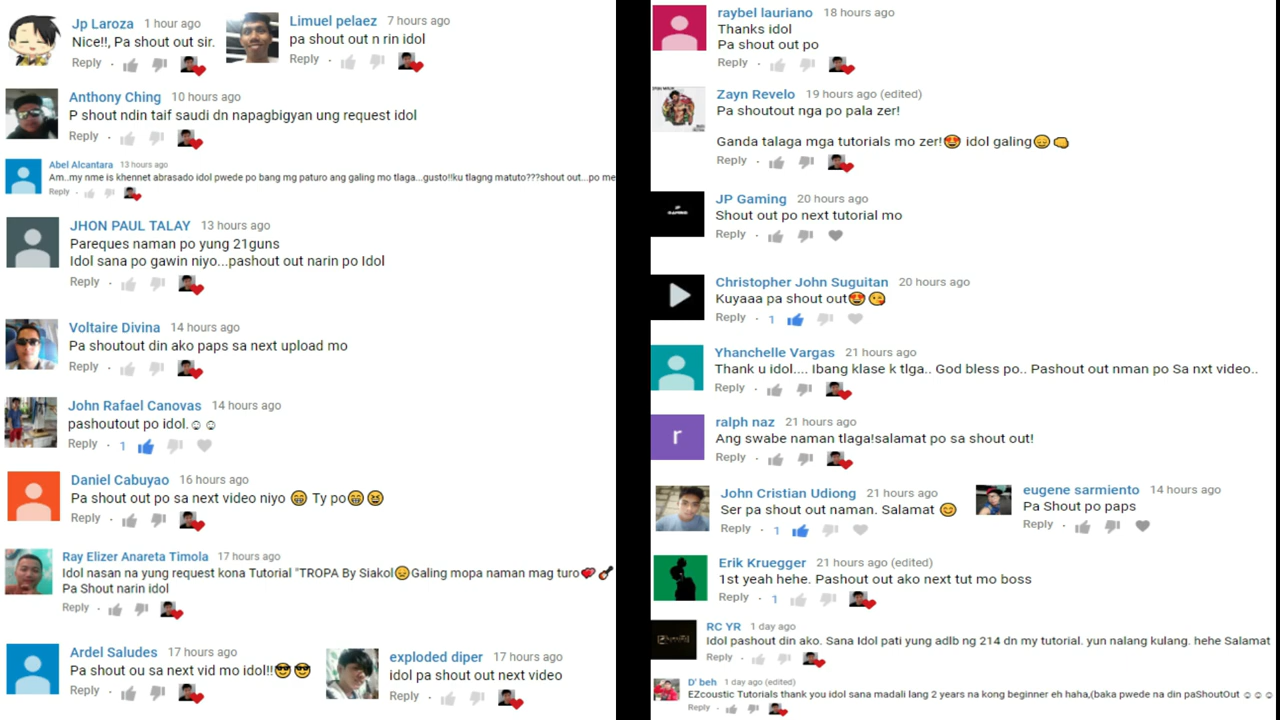 Jp Laroza 1 hour ago
Nice!!, Pa shout out sir.
Reply
Limuel pelaez 7 hours ago
pa shout out n rin idol
Reply
Anthony Ching 10 hours ago
P shout ndin taif saudi dn napagbigyan ung request idol
Reply
Abel Alcantara 13 hours ago
Am..my nme is khennet abrasado idol pwede po bang mg paturo ang galing mo tlaga...gusto!!ku tlagng matuto???shout out...po me
Reply
JHON PAUL TALAY 13 hours ago
Pareques naman po yung 21guns
Idol sana po gawin niyo...pashout out narin po Idol
Reply
Voltaire Divina 14 hours ago
Pa shoutout din ako paps sa next upload mo
Reply
John Rafael Canovas 14 hours ago
pashoutout po idol.☺☺
Reply 1
Daniel Cabuyao 16 hours ago
Pa shout out po sa next video niyo 😁 Ty po😁😆
Reply
Ray Elizer Anareta Timola 17 hours ago
Idol nasan na yung request kona Tutorial "TROPA By Siakol😞Galing mopa naman mag turo💕🎸
Pa Shout narin idol
Reply
Ardel Saludes 17 hours ago
Pa shout ou sa next vid mo idol!!😎😎
Reply
exploded diper 17 hours ago
idol pa shout out next video
Reply
raybel lauriano 18 hours ago
Thanks idol
Pa shout out po
Reply
Zayn Revelo 19 hours ago (edited)
Pa shoutout nga po pala zer!
Ganda talaga mga tutorials mo zer!😍 idol galing😔👊
Reply
JP Gaming 20 hours ago
Shout out po next tutorial mo
Reply
Christopher John Suguitan 20 hours ago
Kuyaaa pa shout out😍😘
Reply 1
Yhanchelle Vargas 21 hours ago
Thank u idol.... Ibang klase k tlga.. God bless po.. Pashout out nman po Sa nxt video..
Reply
r
ralph naz 21 hours ago
Ang swabe naman tlaga!salamat po sa shout out!
Reply
John Cristian Udiong 21 hours ago
Ser pa shout out naman. Salamat 😊
Reply 1
eugene sarmiento 14 hours ago
Pa Shout po paps
Reply
Erik Kruegger 21 hours ago (edited)
1st yeah hehe. Pashout out ako next tut mo boss
Reply 1
RC YR 1 day ago
Idol pashout din ako. Sana Idol pati yung adlb ng 214 dn my tutorial. yun nalang kulang. hehe Salamat
Reply
D' beh 1 day ago (edited)
EZcoustic Tutorials thank you idol sana madali lang 2 years na kong beginner eh haha,(baka pwede na din paShoutOut ☺☺☺
Reply